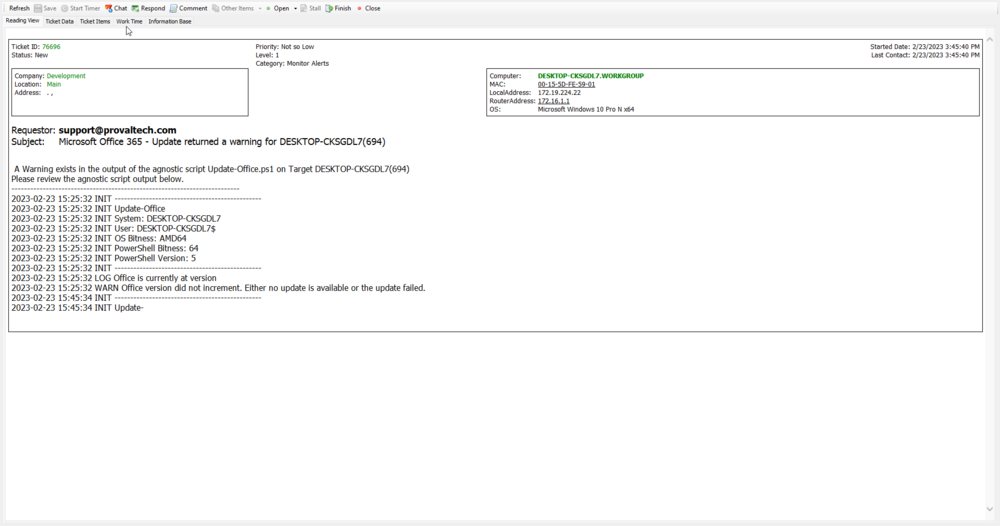 Refresh Save Start Timer Chat Respond Comment Other Items Open Stall Finish Close
Reading View Ticket Data Ticket Items Work Time Information Base
Ticket ID: 76696
Status: New
Priority: Not so Low
Level: 1
Category: Monitor Alerts
Started Date: 2/23/2023 3:45:40 PM
Last Contact: 2/23/2023 3:45:40 PM
Company: Development
Location: Main
Address: . ,
Computer: DESKTOP-CKSGDL7.WORKGROUP
MAC: 00-15-5D-FE-59-01
LocalAddress: 172.19.224.22
RouterAddress: 172.16.1.1
OS: Microsoft Windows 10 Pro N x64
Requestor: support@provaltech.com
Subject: Microsoft Office 365 - Update returned a warning for DESKTOP-CKSGDL7(694)
A Warning exists in the output of the agnostic script Update-Office.ps1 on Target DESKTOP-CKSGDL7(694)
Please review the agnostic script output below.
--------------------------------------------------------------------------
2023-02-23 15:25:32 INIT -----------------------------------------------
2023-02-23 15:25:32 INIT Update-Office
2023-02-23 15:25:32 INIT System: DESKTOP-CKSGDL7
2023-02-23 15:25:32 INIT User: DESKTOP-CKSGDL7$
2023-02-23 15:25:32 INIT OS Bitness: AMD64
2023-02-23 15:25:32 INIT PowerShell Bitness: 64
2023-02-23 15:25:32 INIT PowerShell Version: 5
2023-02-23 15:25:32 INIT -----------------------------------------------
2023-02-23 15:25:32 LOG Office is currently at version
2023-02-23 15:25:32 WARN Office version did not increment. Either no update is available or the update failed.
2023-02-23 15:45:34 INIT -----------------------------------------------
2023-02-23 15:45:34 INIT Update-